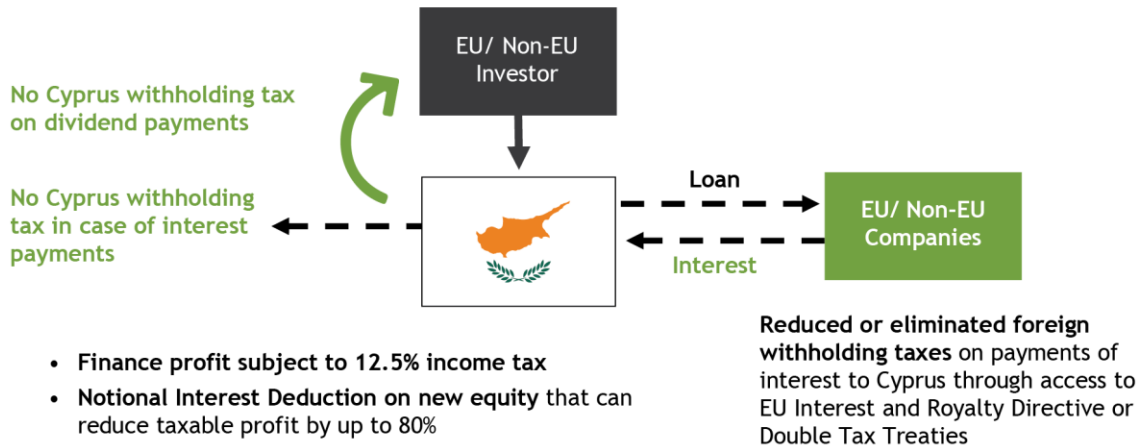 EU/ Non-EU
Investor
No Cyprus withholding tax
on dividend payments
No Cyprus withholding
tax in case of interest
payments
Loan
Interest
EU/ Non-EU
Companies
• Finance profit subject to 12.5% income tax
• Notional Interest Deduction on new equity that can
reduce taxable profit by up to 80%
Reduced or eliminated foreign
withholding taxes on payments of
interest to Cyprus through access to
EU Interest and Royalty Directive or
Double Tax Treaties